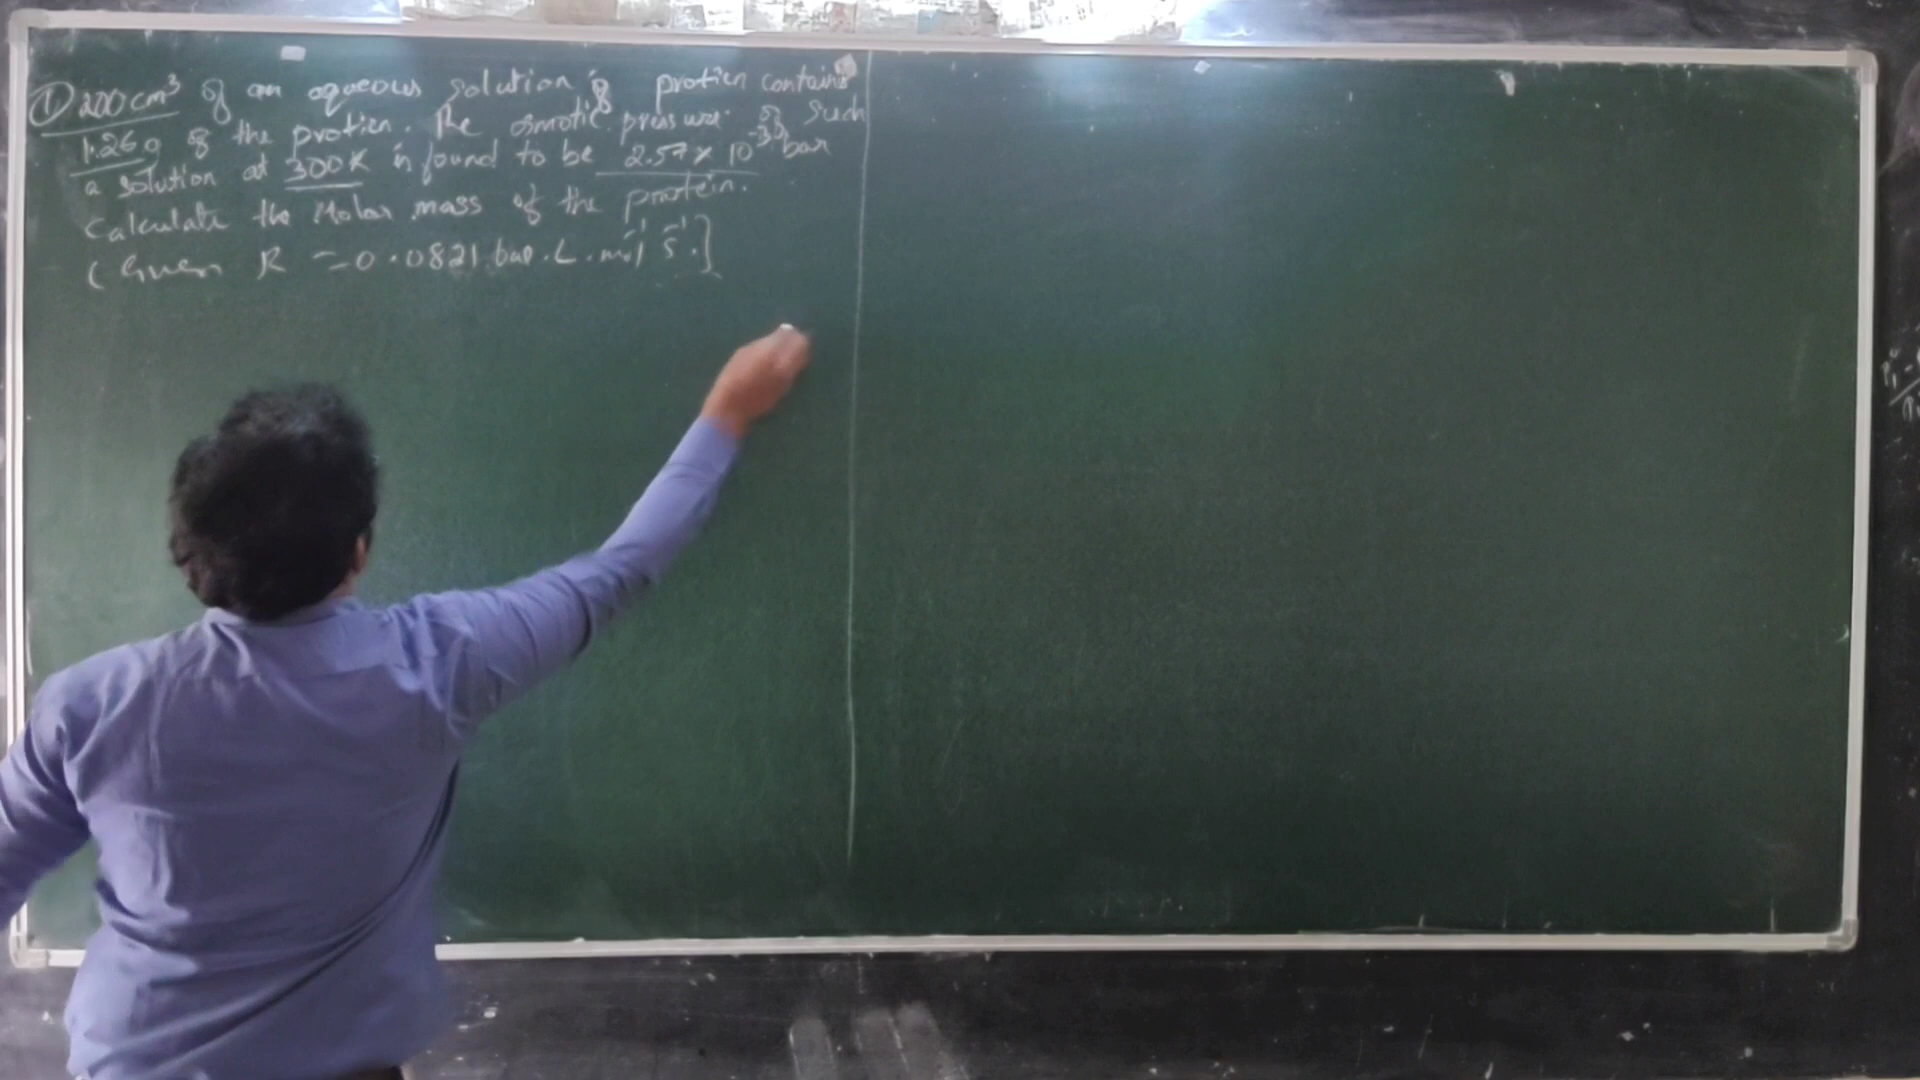 ① 200 cm³ of an aqueous solution of protien contains
1.26 g of the protien. The osmotic pressure of such
a solution at 300 K is found to be 2.57 x 10⁻³ bar
Calculate the Molar mass of the protein.
(Given R = 0.0821 bar. L. mol⁻¹ S⁻¹.]
P₁